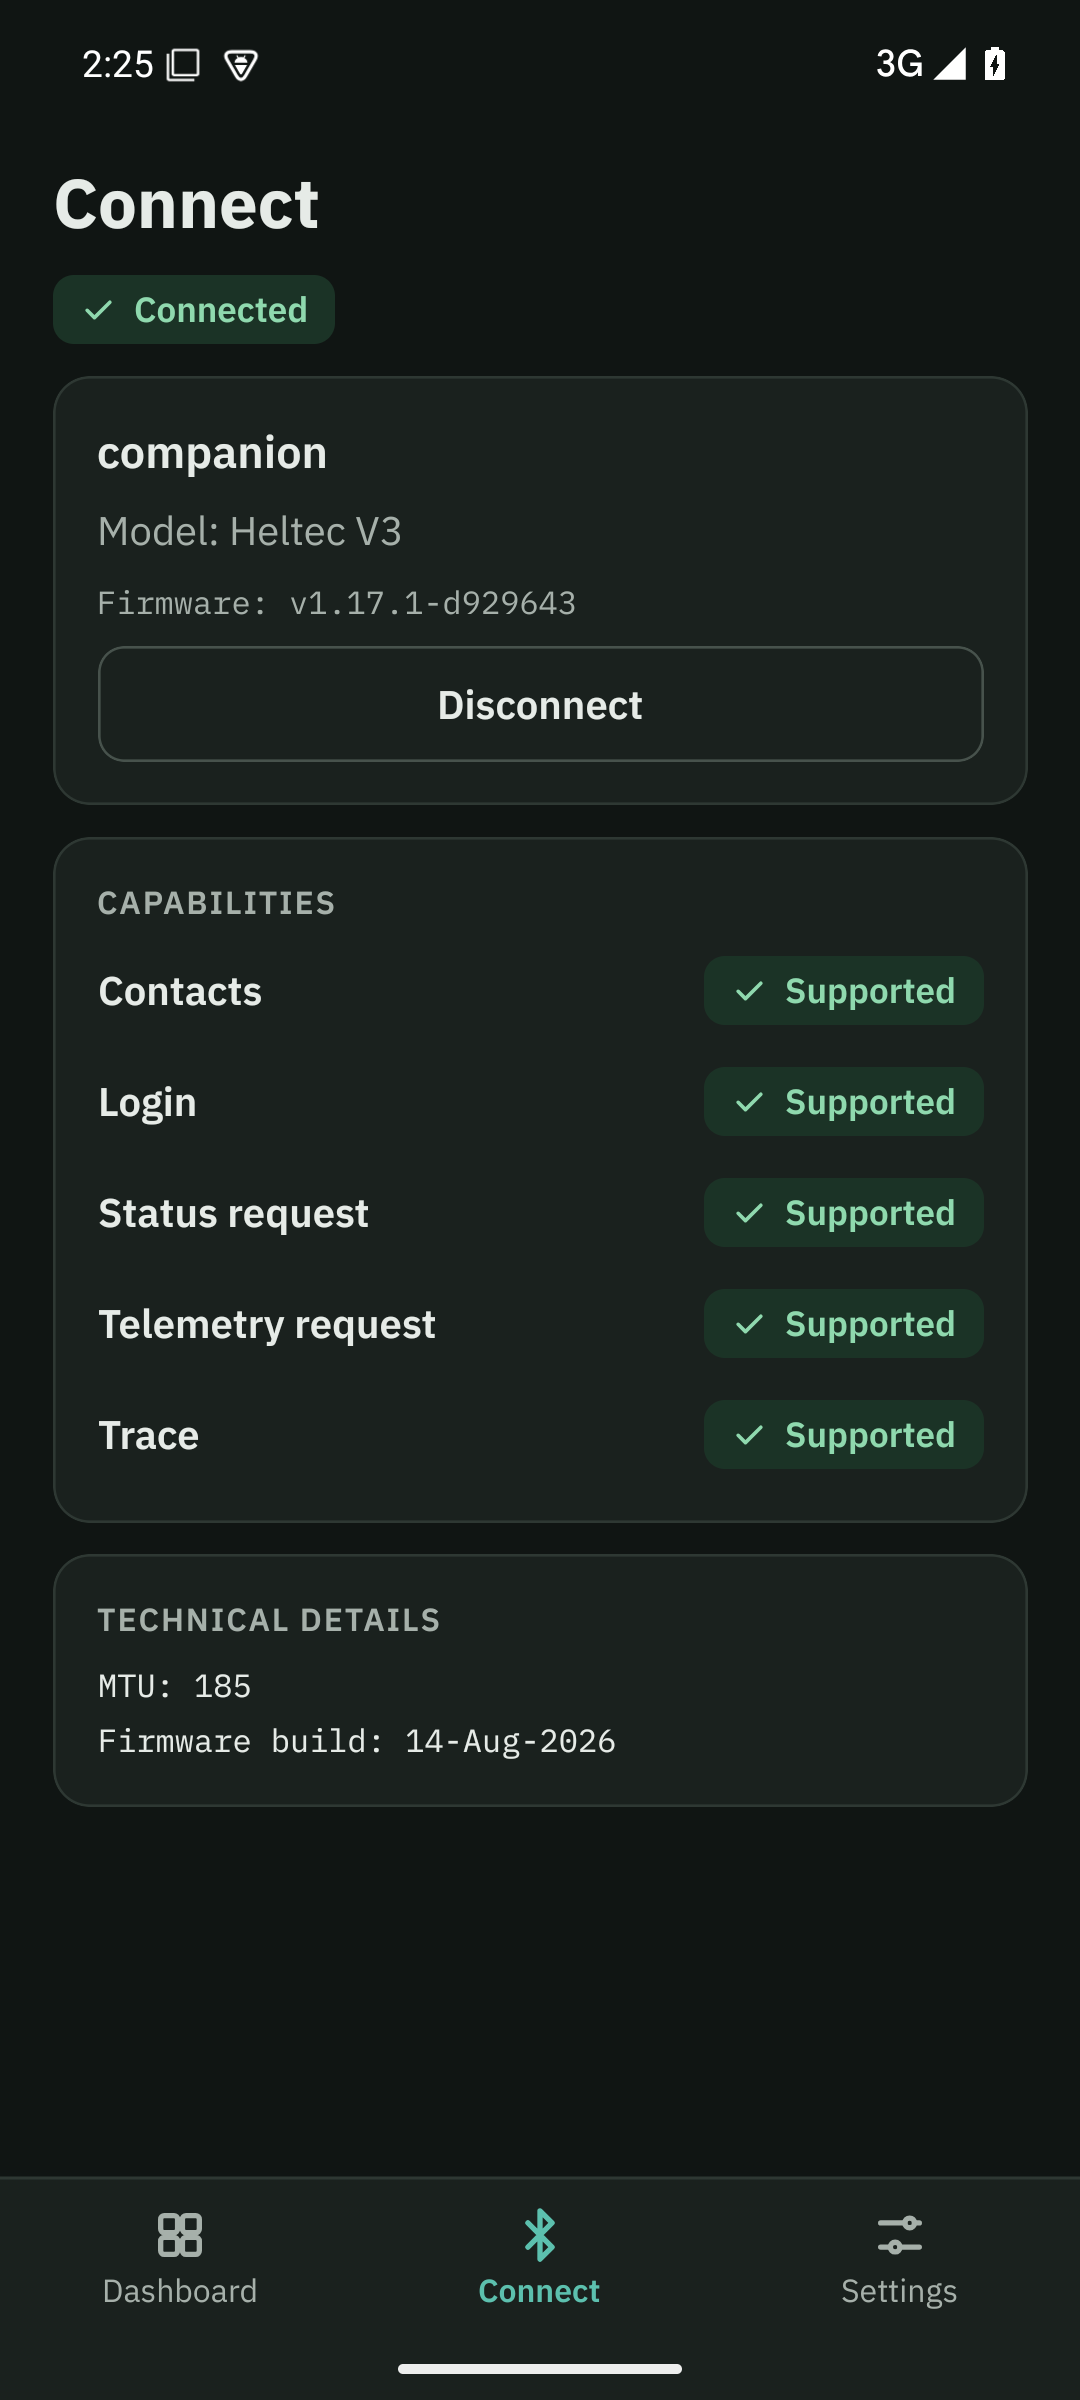 2:25
3G
Connect
Connected
companion
Model: Heltec V3
Firmware: v1.17.1-d929643
Disconnect
CAPABILITIES
Contacts Supported
Login Supported
Status request Supported
Telemetry request Supported
Trace Supported
TECHNICAL DETAILS
MTU: 185
Firmware build: 14-Aug-2026
Dashboard Connect Settings